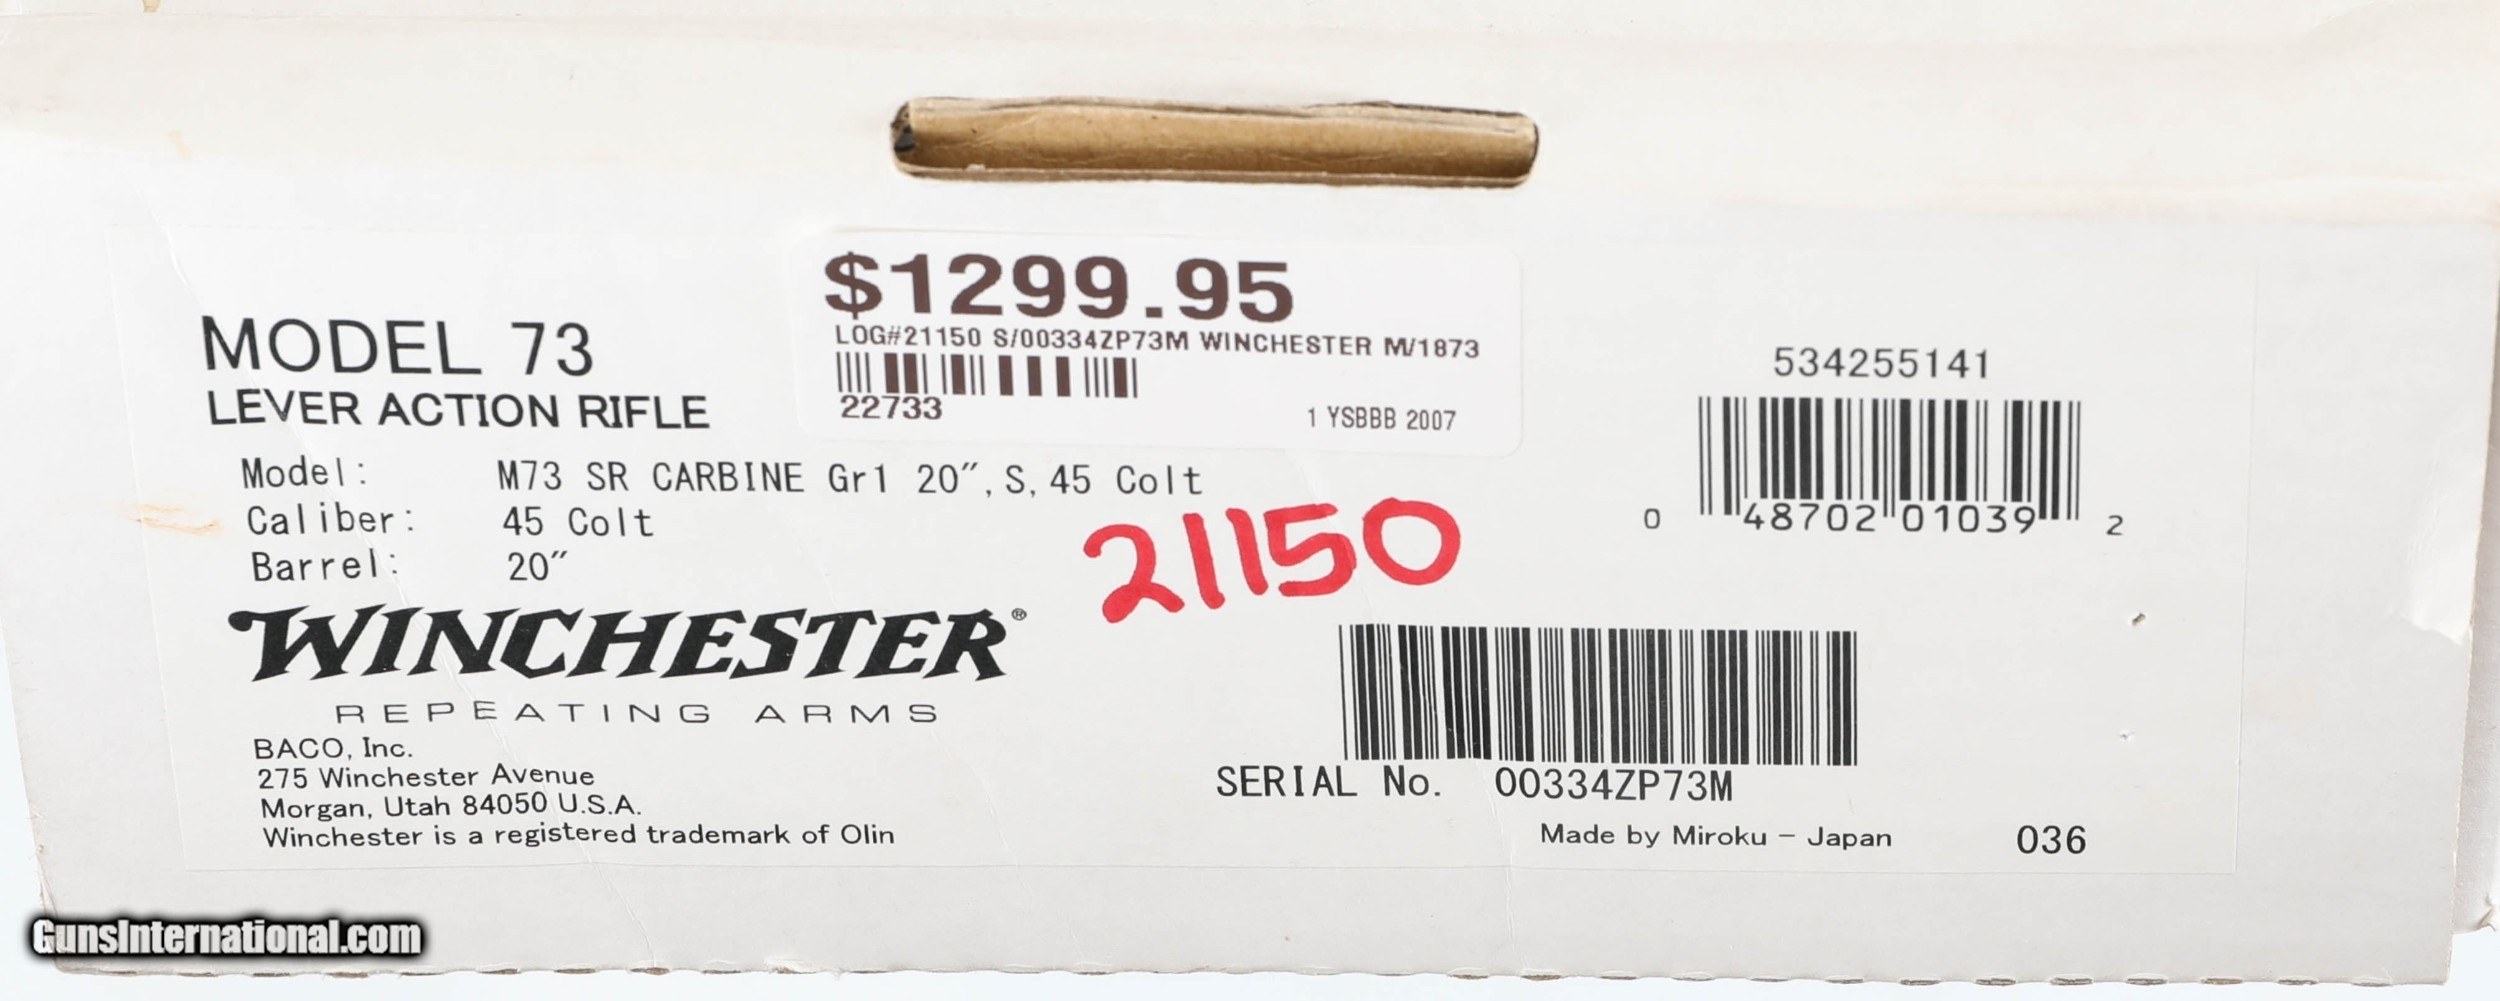 $1299.95
LOG#21150 S/00334ZP73M WINCHESTER M/1873
22733
1 YSBBB 2007
MODEL 73
LEVER ACTION RIFLE
Model: M73 SR CARBINE Gr1 20″, S, 45 Colt
Caliber: 45 Colt
Barrel: 20″
21150
534255141
0 48702 01039 2
WINCHESTER®
REPEATING ARMS
BACO, Inc.
275 Winchester Avenue
Morgan, Utah 84050 U.S.A.
Winchester is a registered trademark of Olin
SERIAL No. 00334ZP73M
Made by Miroku - Japan 036
GunsInternational.com